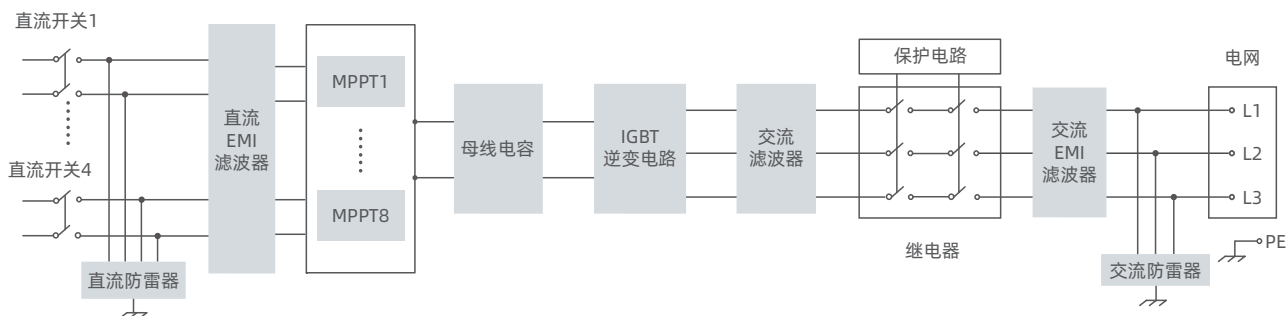 直流开关1
直流开关4
直流防雷器
直流
EMI
滤波器
MPPT1
MPPT8
母线电容
IGBT
逆变电路
交流
滤波器
保护电路
继电器
交流
EMI
滤波器
交流防雷器
电网
L1
L2
L3
PE